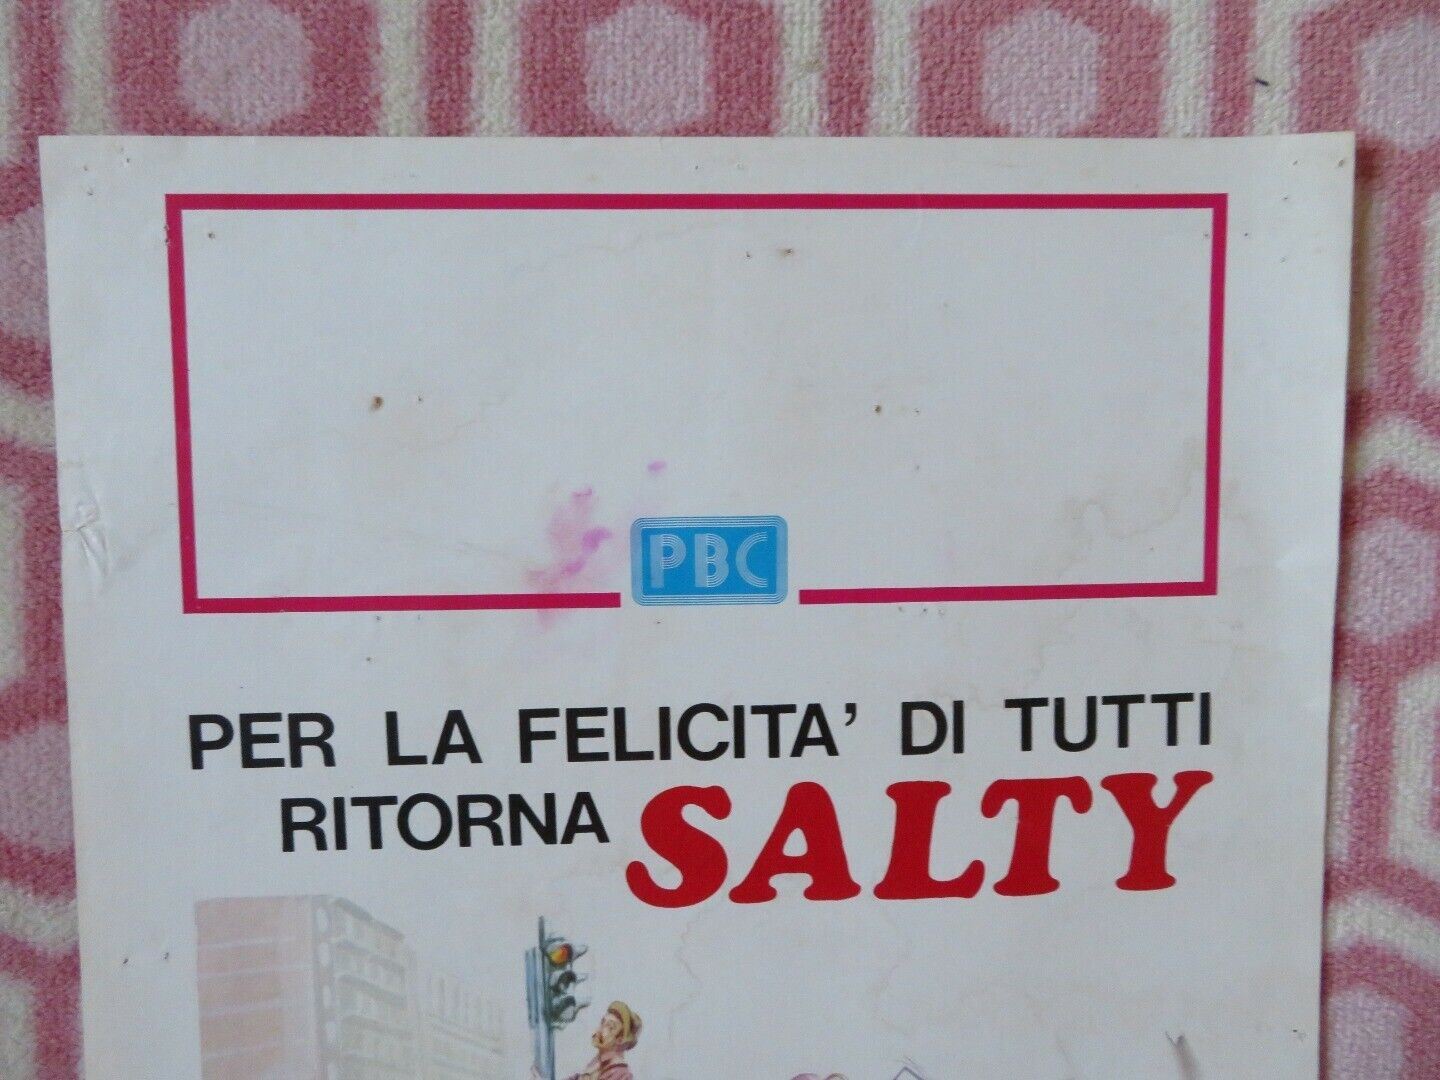 PBC
PER LA FELICITA' DI TUTTI
RITORNA SALTY